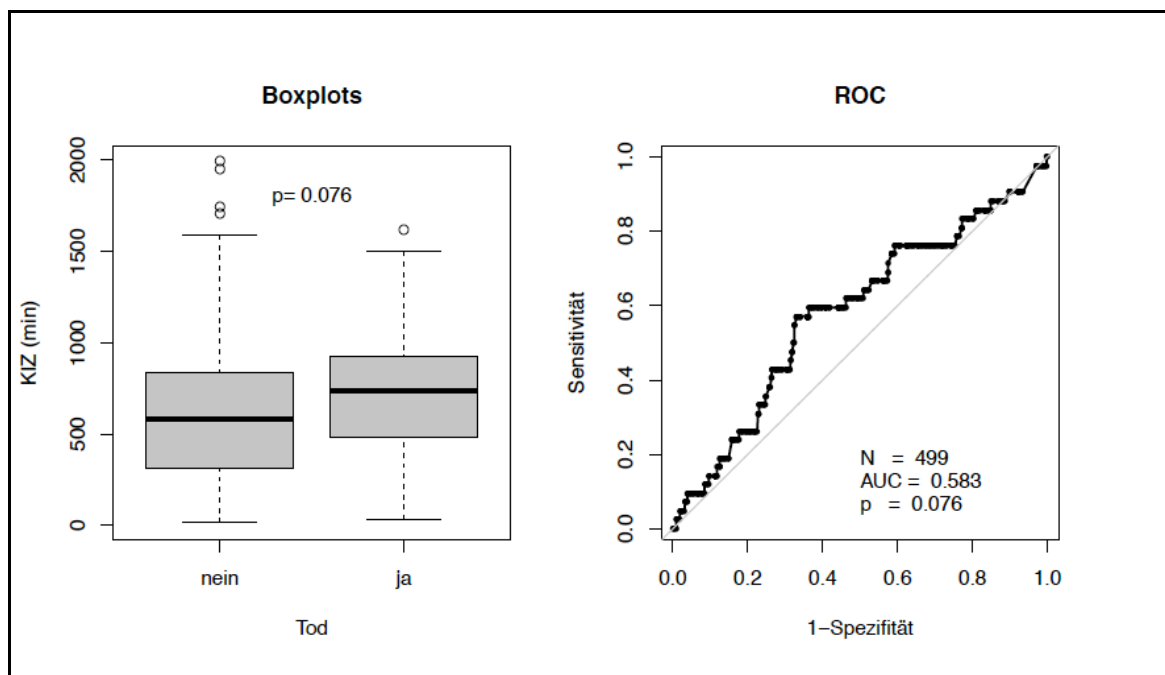 Boxplots
p= 0.076
2000
1500
1000
500
0
KIZ (min)
nein
ja
Tod
ROC
1.0
0.8
0.6
0.4
0.2
0.0
Sensitivität
N = 499
AUC = 0.583
p = 0.076
0.0 0.2 0.4 0.6 0.8 1.0
1−Spezifität